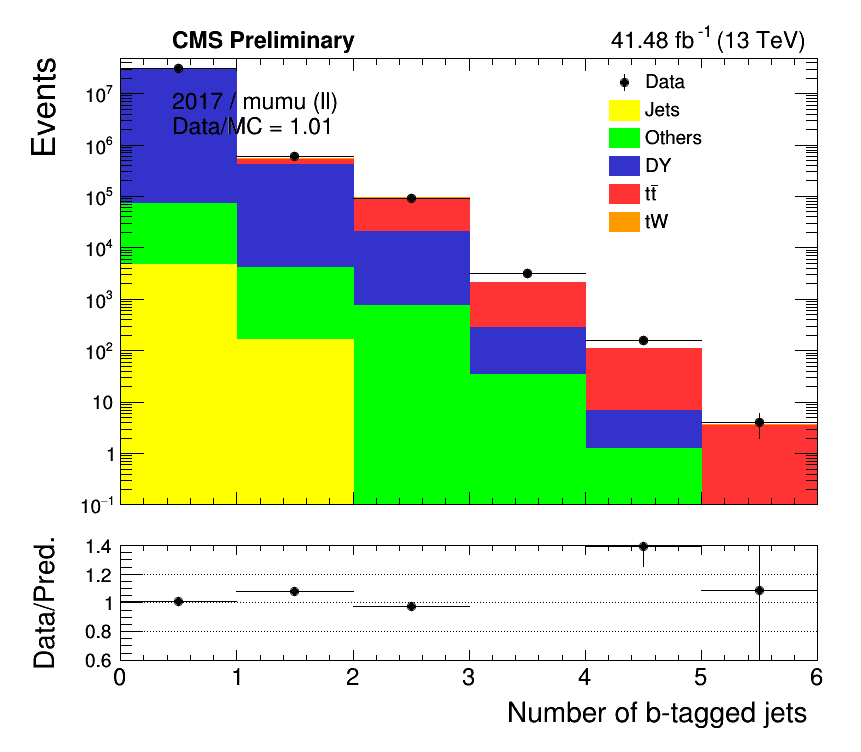 CMS Preliminary
41.48 fb⁻¹ (13 TeV)
Events
2017 / mumu (ll)
Data/MC = 1.01
Data
Jets
Others
DY
tt̄
tW
10⁷
10⁶
10⁵
10⁴
10³
10²
10
1
10⁻¹
Data/Pred.
1.4
1.2
1
0.8
0.6
0 1 2 3 4 5 6
Number of b-tagged jets